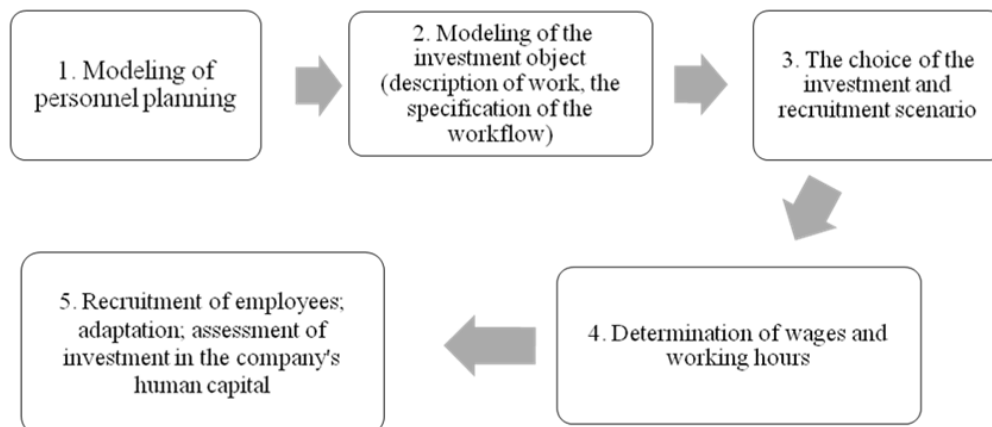 1. Modeling of
personnel planning
2. Modeling of the
investment object
(description of work, the
specification of the
workflow)
3. The choice of the
investment and
recruitment scenario
4. Determination of wages and
working hours
5. Recruitment of employees;
adaptation; assessment of
investment in the company's
human capital